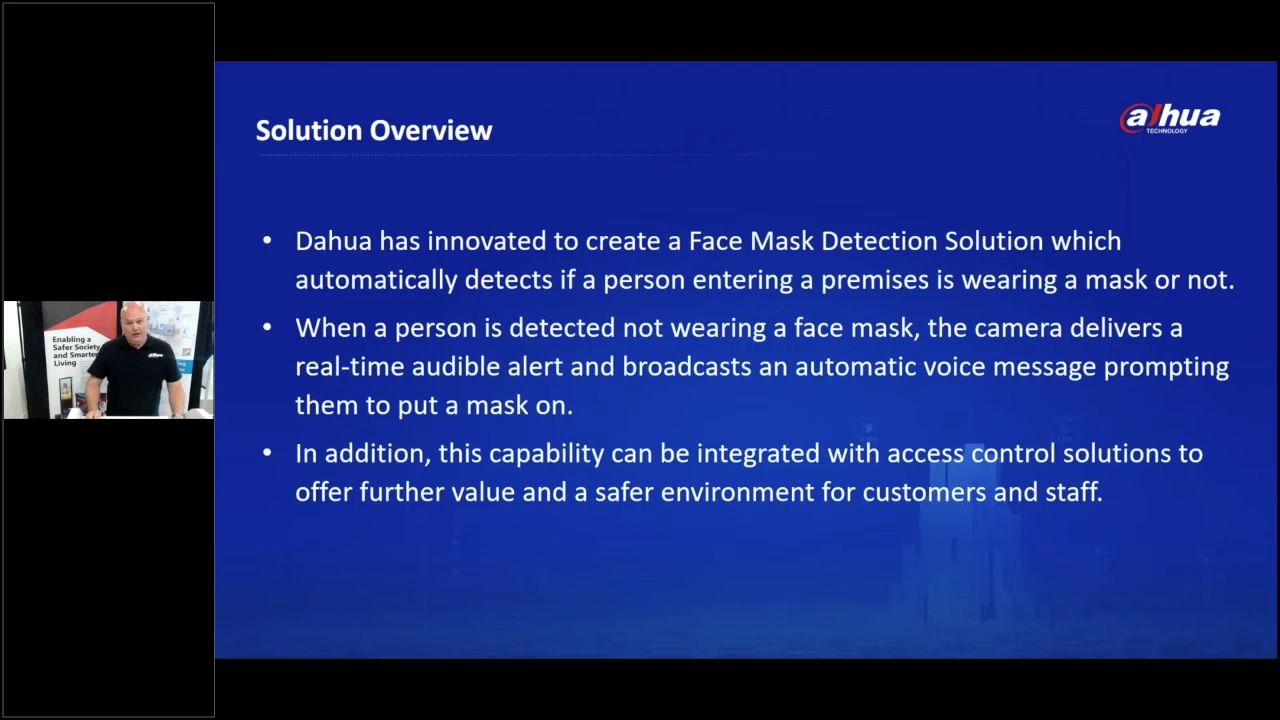 Solution Overview
alhua
TECHNOLOGY
• Dahua has innovated to create a Face Mask Detection Solution which
automatically detects if a person entering a premises is wearing a mask or not.
• When a person is detected not wearing a face mask, the camera delivers a
real-time audible alert and broadcasts an automatic voice message prompting
them to put a mask on.
• In addition, this capability can be integrated with access control solutions to
offer further value and a safer environment for customers and staff.
Enabling a
Safer Society
and Smarter
Living